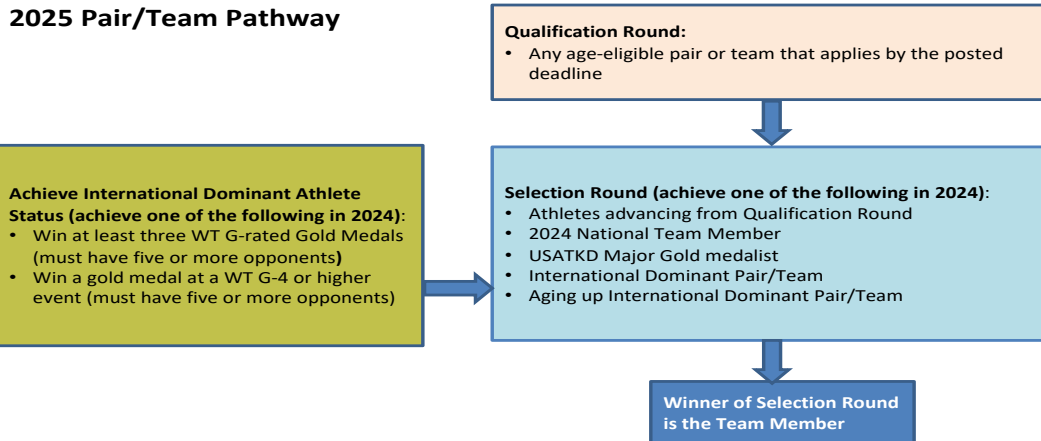 2025 Pair/Team Pathway
Qualification Round:
• Any age-eligible pair or team that applies by the posted
deadline
Achieve International Dominant Athlete
Status (achieve one of the following in 2024):
• Win at least three WT G-rated Gold Medals
(must have five or more opponents)
• Win a gold medal at a WT G-4 or higher
event (must have five or more opponents)
Selection Round (achieve one of the following in 2024):
• Athletes advancing from Qualification Round
• 2024 National Team Member
• USATKD Major Gold medalist
• International Dominant Pair/Team
• Aging up International Dominant Pair/Team
Winner of Selection Round
is the Team Member